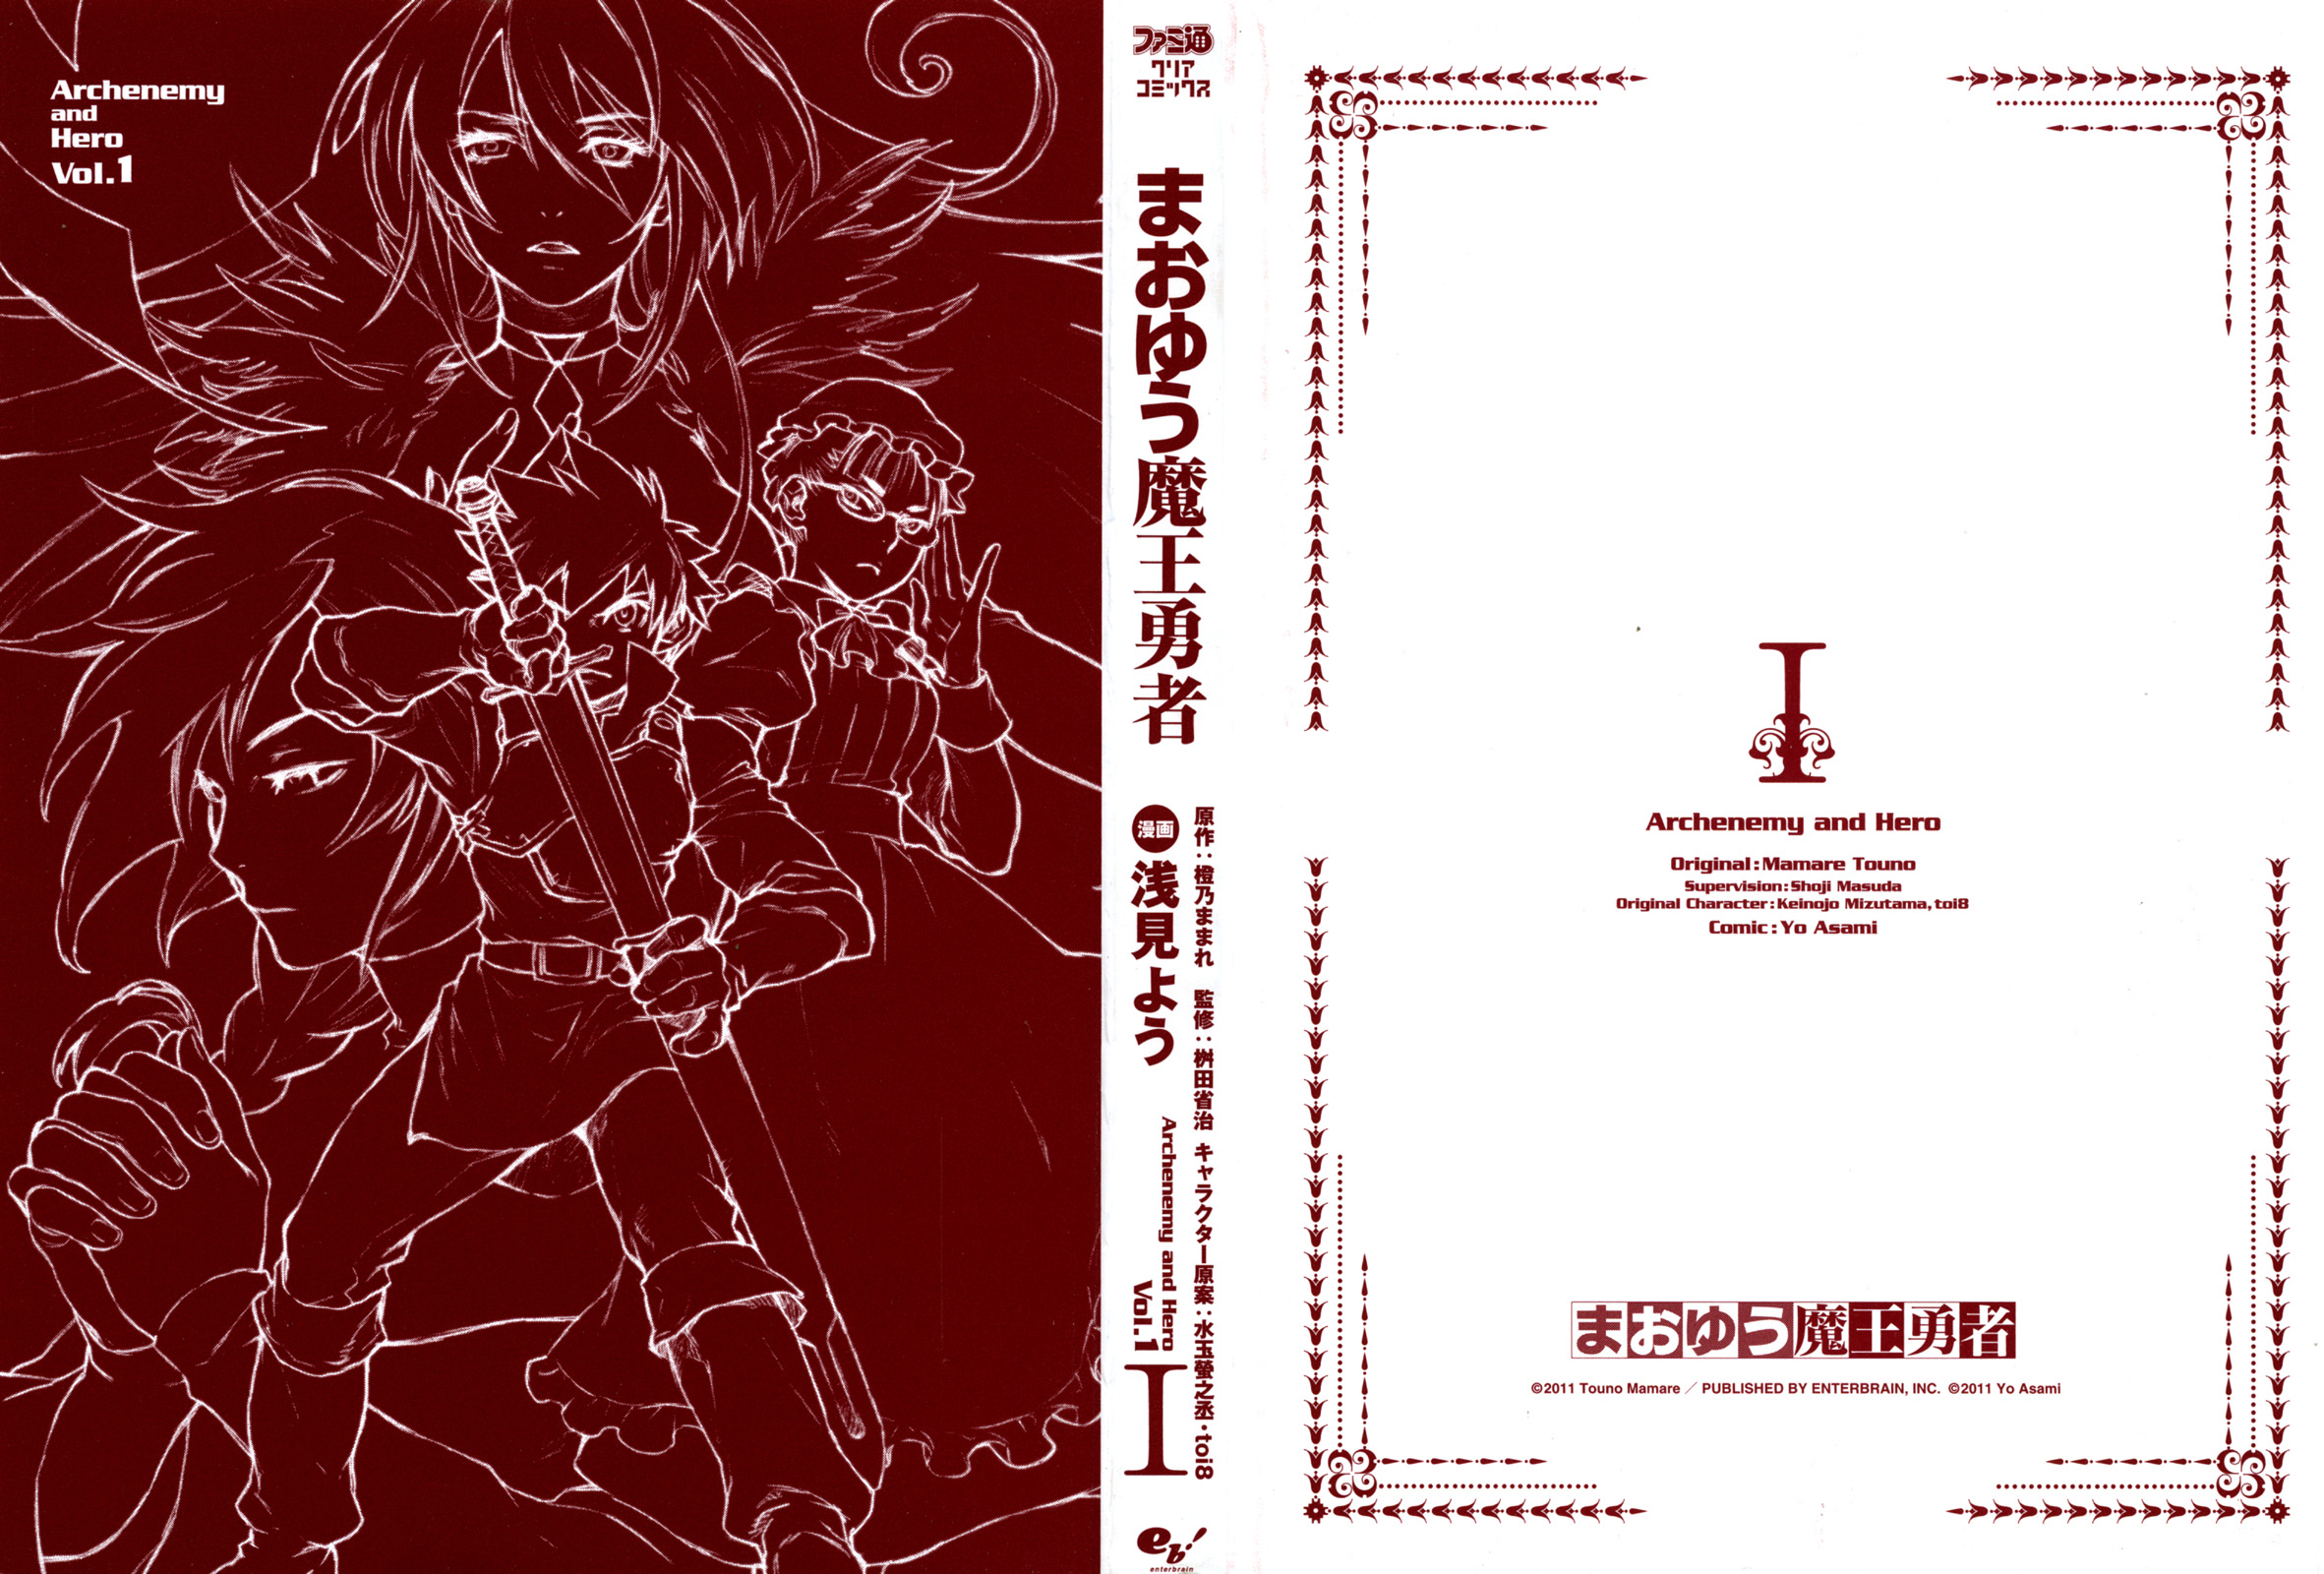 Archenemy
and
Hero
Vol.1
ファミ通
クリア
コミックス
まおゆう魔王勇者
漫画
浅見よう
原作：橙乃ままれ 監修：桝田省治 キャラクター原案：水玉螢之丞・toi8
Archenemy and Hero
Vol.1
I
eb!
enterbrain
I
Archenemy and Hero
Original:Mamare Touno
Supervision:Shoji Masuda
Original Character:Keinojo Mizutama,toi8
Comic:Yo Asami
まおゆう魔王勇者
©2011 Touno Mamare／PUBLISHED BY ENTERBRAIN, INC. ©2011 Yo Asami